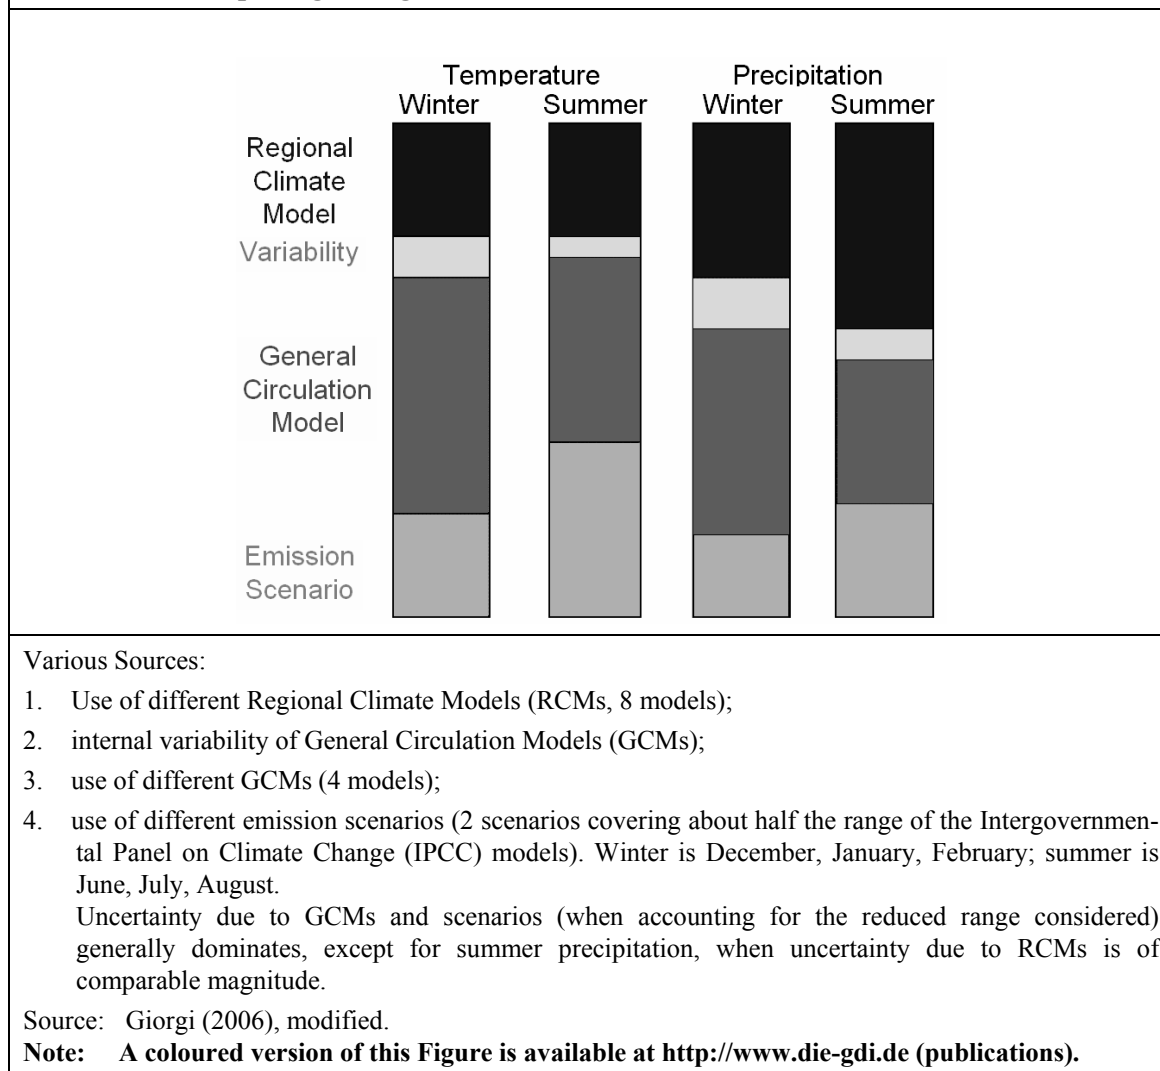 Temperature Precipitation
Winter Summer Winter Summer
Regional
Climate
Model
Variability
General
Circulation
Model
Emission
Scenario
Various Sources:
1. Use of different Regional Climate Models (RCMs, 8 models);
2. internal variability of General Circulation Models (GCMs);
3. use of different GCMs (4 models);
4. use of different emission scenarios (2 scenarios covering about half the range of the Intergovernmen-
tal Panel on Climate Change (IPCC) models). Winter is December, January, February; summer is
June, July, August.
Uncertainty due to GCMs and scenarios (when accounting for the reduced range considered)
generally dominates, except for summer precipitation, when uncertainty due to RCMs is of
comparable magnitude.
Source: Giorgi (2006), modified.
Note: A coloured version of this Figure is available at http://www.die-gdi.de (publications).